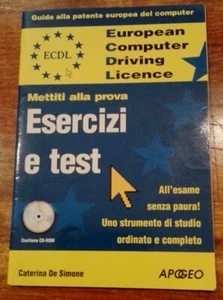 Guida alla patente europea del computer
ECDL
European
Computer
Driving
Licence
Mettiti alla prova
Esercizi
e test
All'esame
senza paura!
Uno strumento di studio
ordinato e completo
Contiene CD-ROM
Caterina De Simone
APOGEO